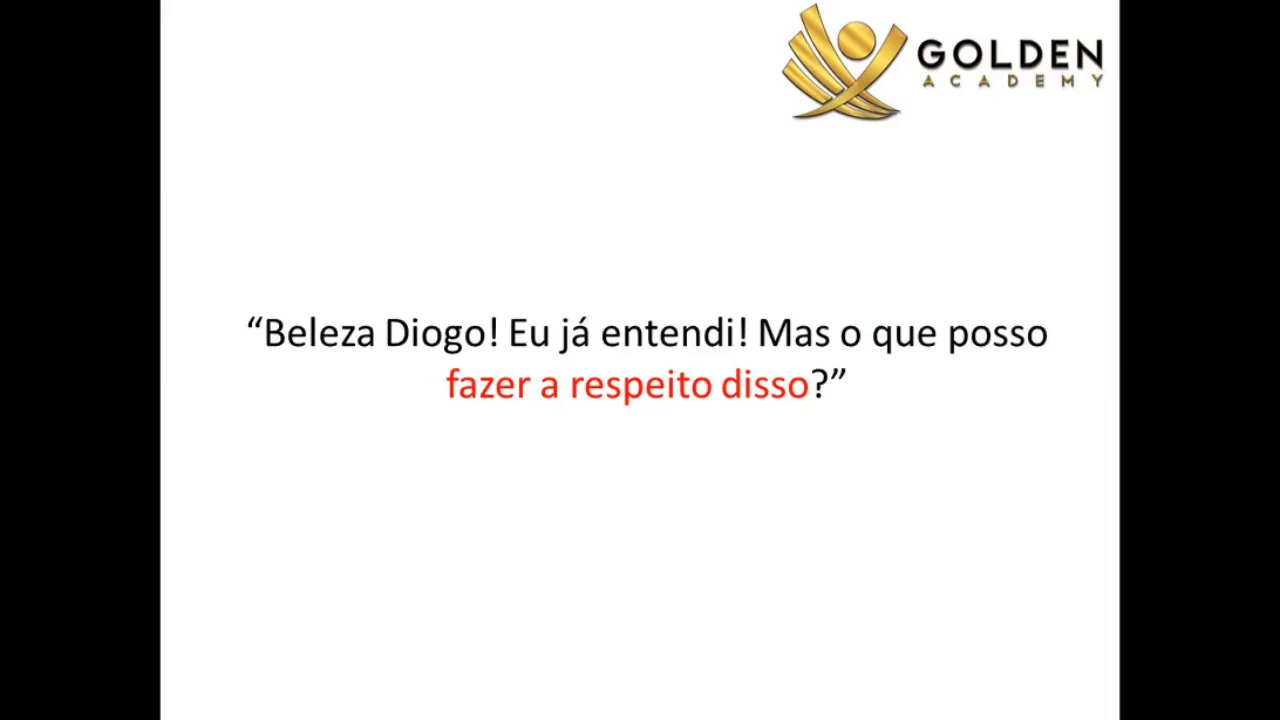 GOLDEN
ACADEMY
“Beleza Diogo! Eu já entendi! Mas o que posso
fazer a respeito disso?”